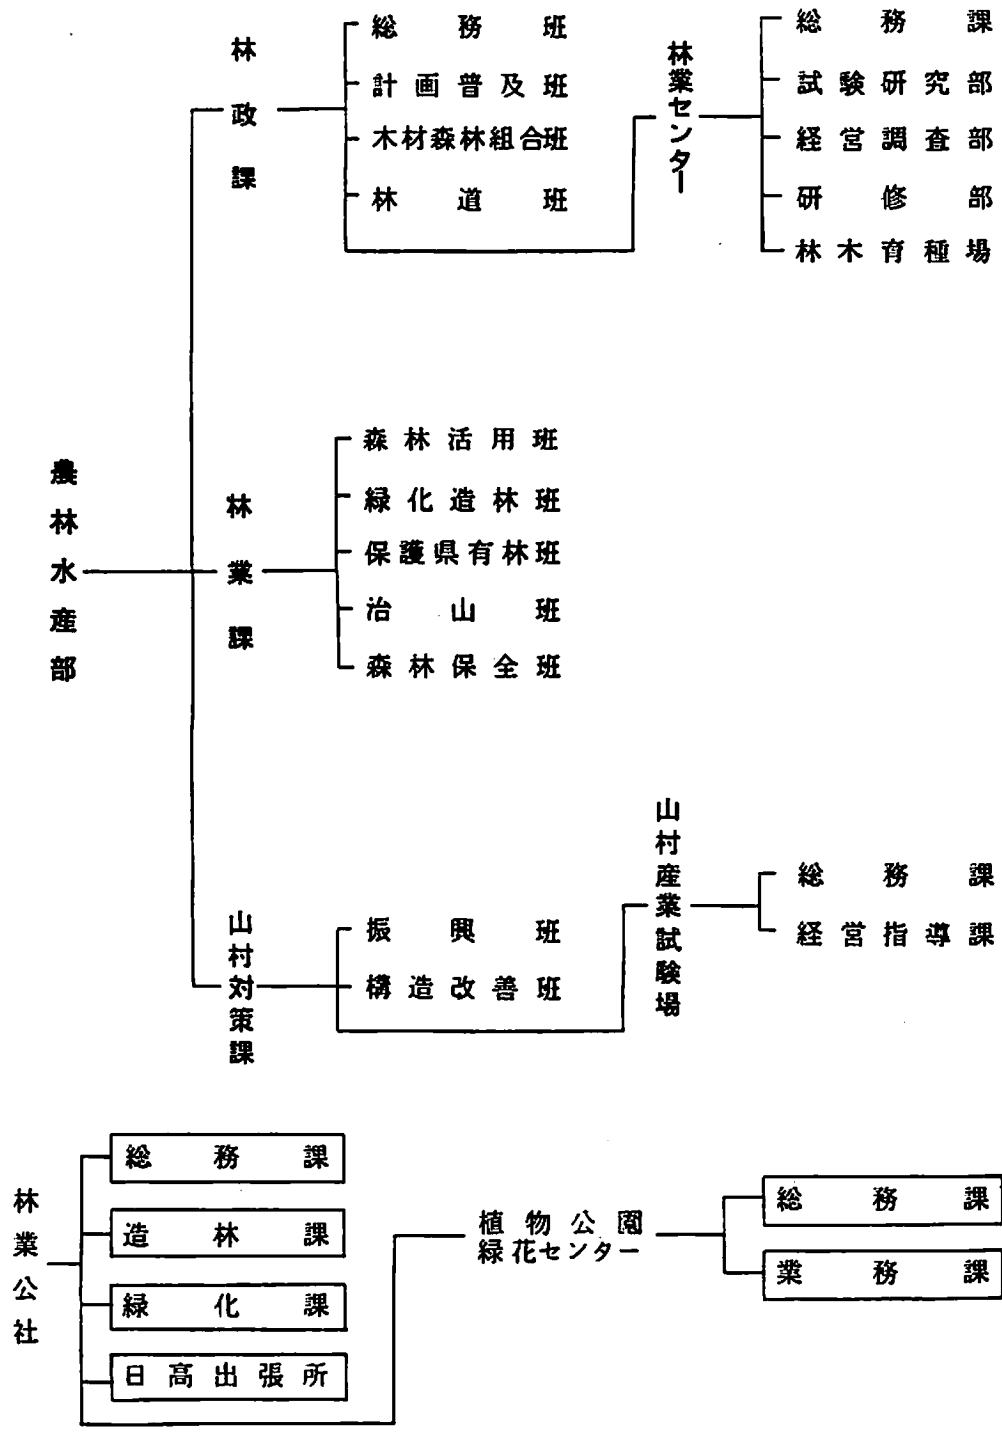 農林水産部
林政課
総務班
計画普及班
木材森林組合班
林道班
林業センター
総務課
試験研究部
経営調査部
研修部
林木育種場
林業課
森林活用班
緑化造林班
保護県有林班
治山班
森林保全班
山村対策課
振興班
構造改善班
山村産業試験場
総務課
経営指導課
林業公社
総務課
造林課
緑化課
日高出張所
植物公園
緑花センター
総務課
業務課